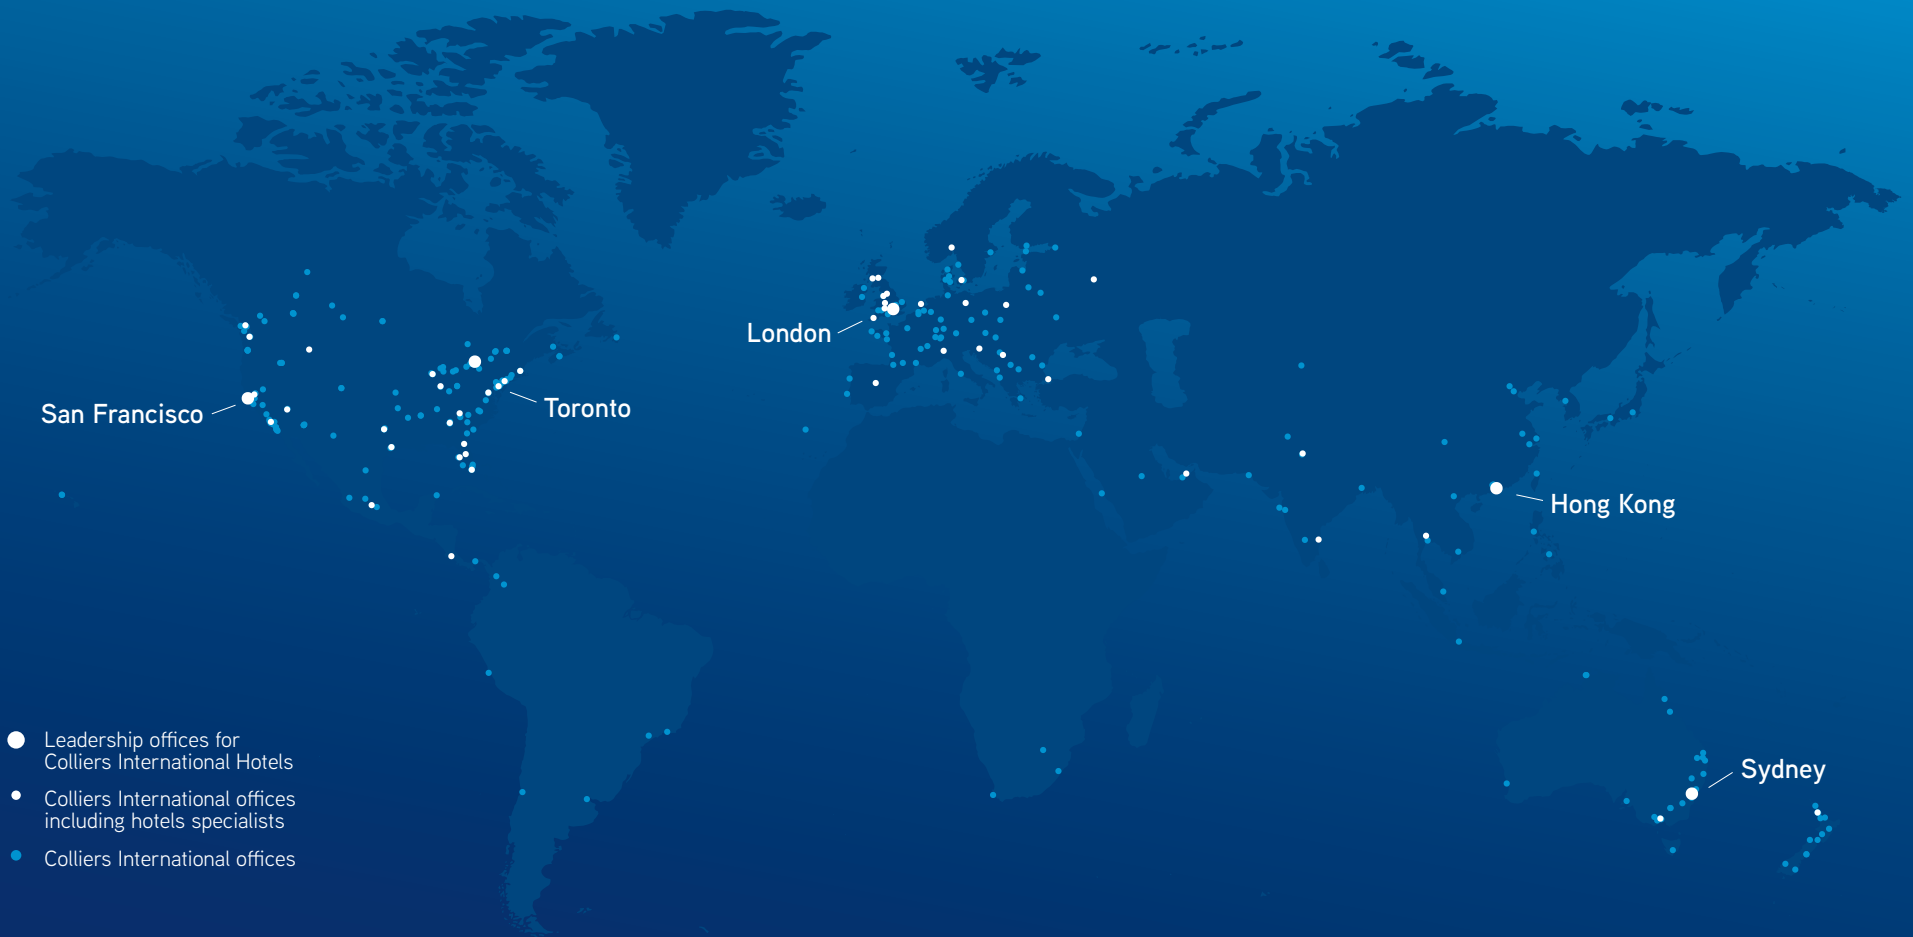 London
San Francisco
Toronto
Hong Kong
Sydney
Leadership offices for
Colliers International Hotels
Colliers International offices
including hotels specialists
Colliers International offices